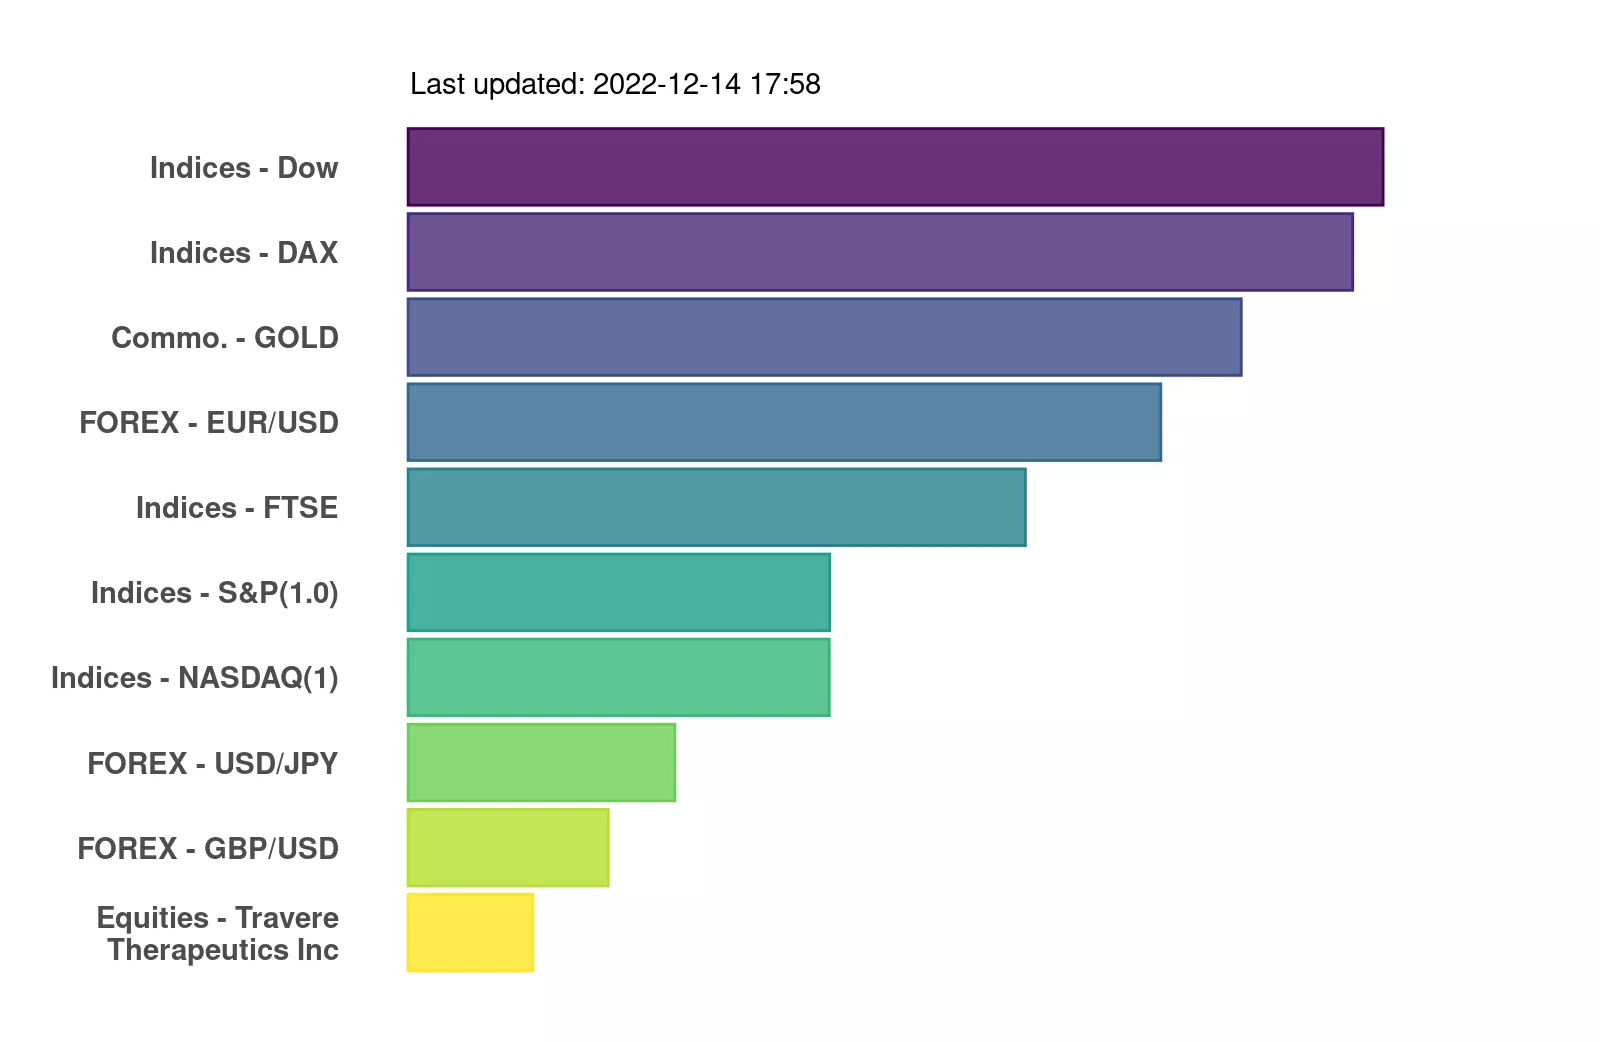 Last updated: 2022-12-14 17:58
Indices - Dow
Indices - DAX
Commo. - GOLD
FOREX - EUR/USD
Indices - FTSE
Indices - S&P(1.0)
Indices - NASDAQ(1)
FOREX - USD/JPY
FOREX - GBP/USD
Equities - Travere
Therapeutics Inc